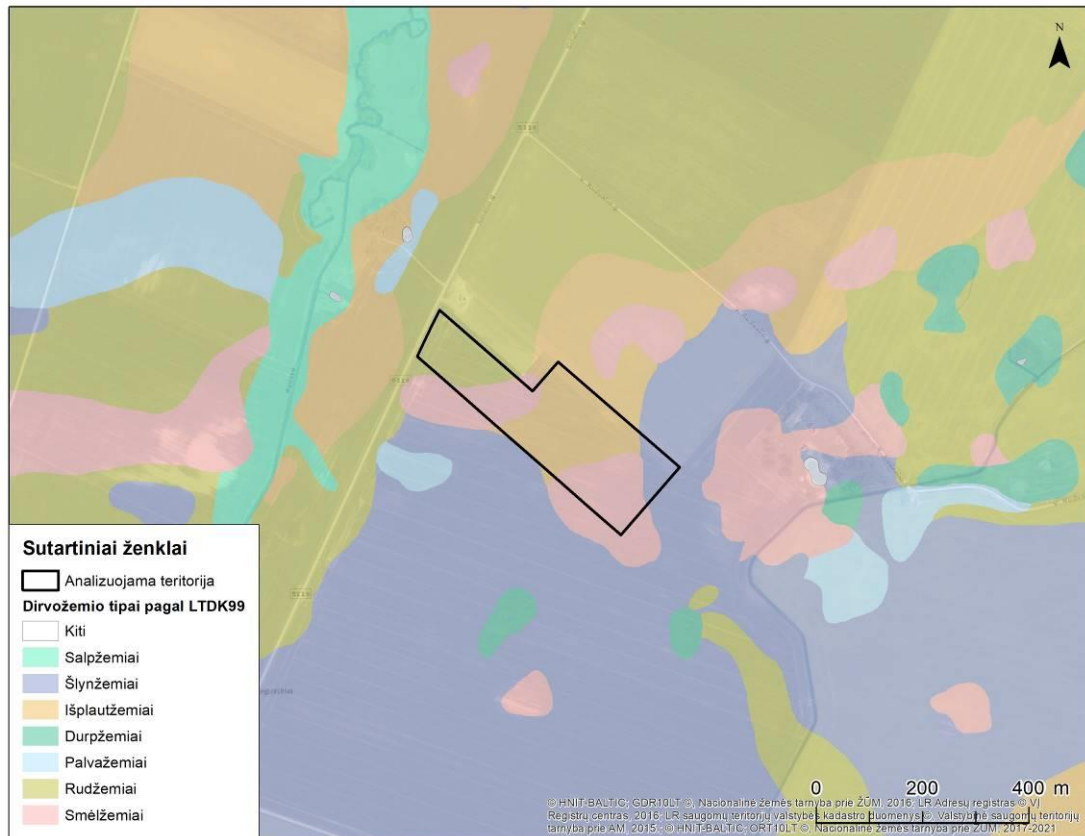 N
Sutartiniai ženklai
Analizuojama teritorija
Dirvožemio tipai pagal LTDK99
Kiti
Salpžemiai
Šlynžemiai
Išplautžemiai
Durpžemiai
Palvažemiai
Rudžemiai
Smėlžemiai
0 200 400 m
© HNIT-BALTIC; GDR10LT ©, Nacionalinė žemės tarnyba prie ŽŪM, 2016; LR Adresų registras © VĮ
Registrų centras, 2016; LR saugomų teritorijų valstybės kadastro duomenys ©, Valstybinė saugomų teritorijų
tarnyba prie AM, 2015.; © HNIT-BALTIC; ORT10LT ©, Nacionalinė žemės tarnyba prie ŽŪM, 2017-2021